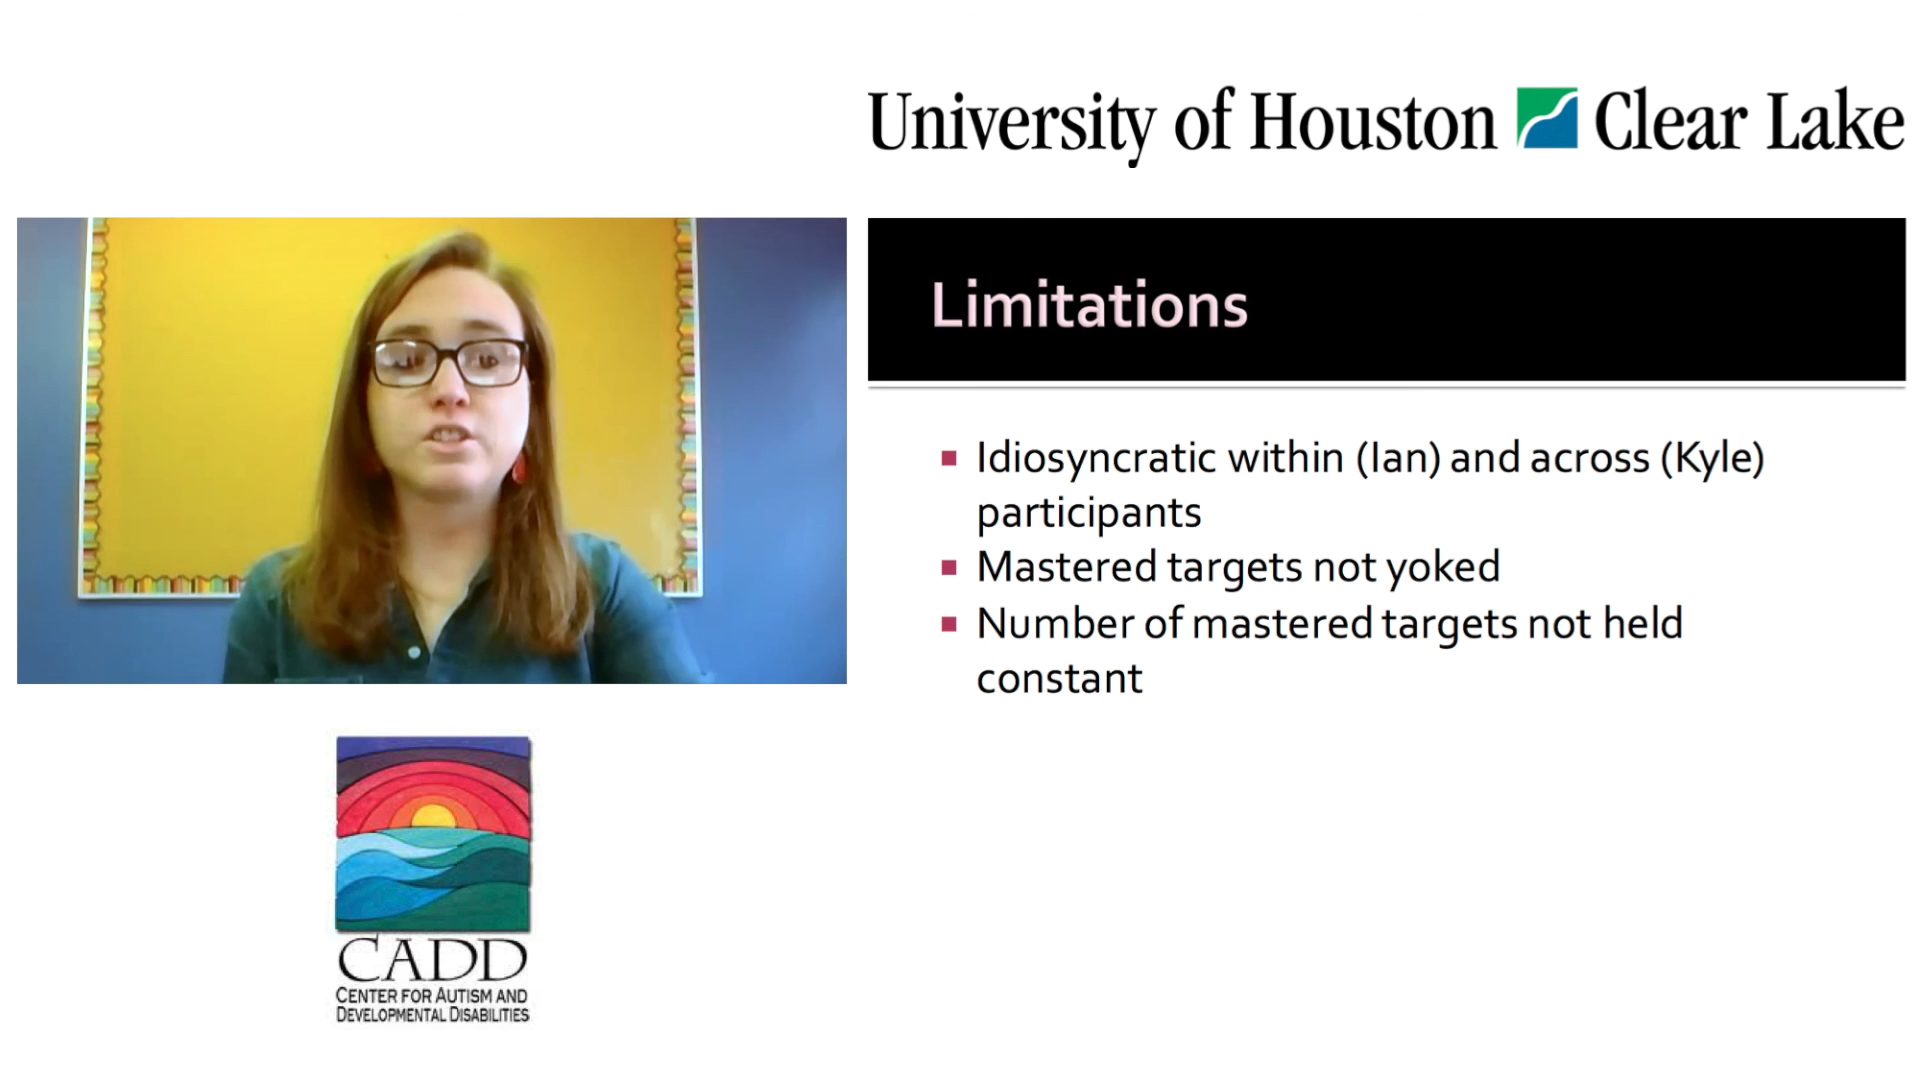 University of Houston Clear Lake
Limitations
Idiosyncratic within (Ian) and across (Kyle)
participants
Mastered targets not yoked
Number of mastered targets not held
constant
CADD
CENTER FOR AUTISM AND
DEVELOPMENTAL DISABILITIES